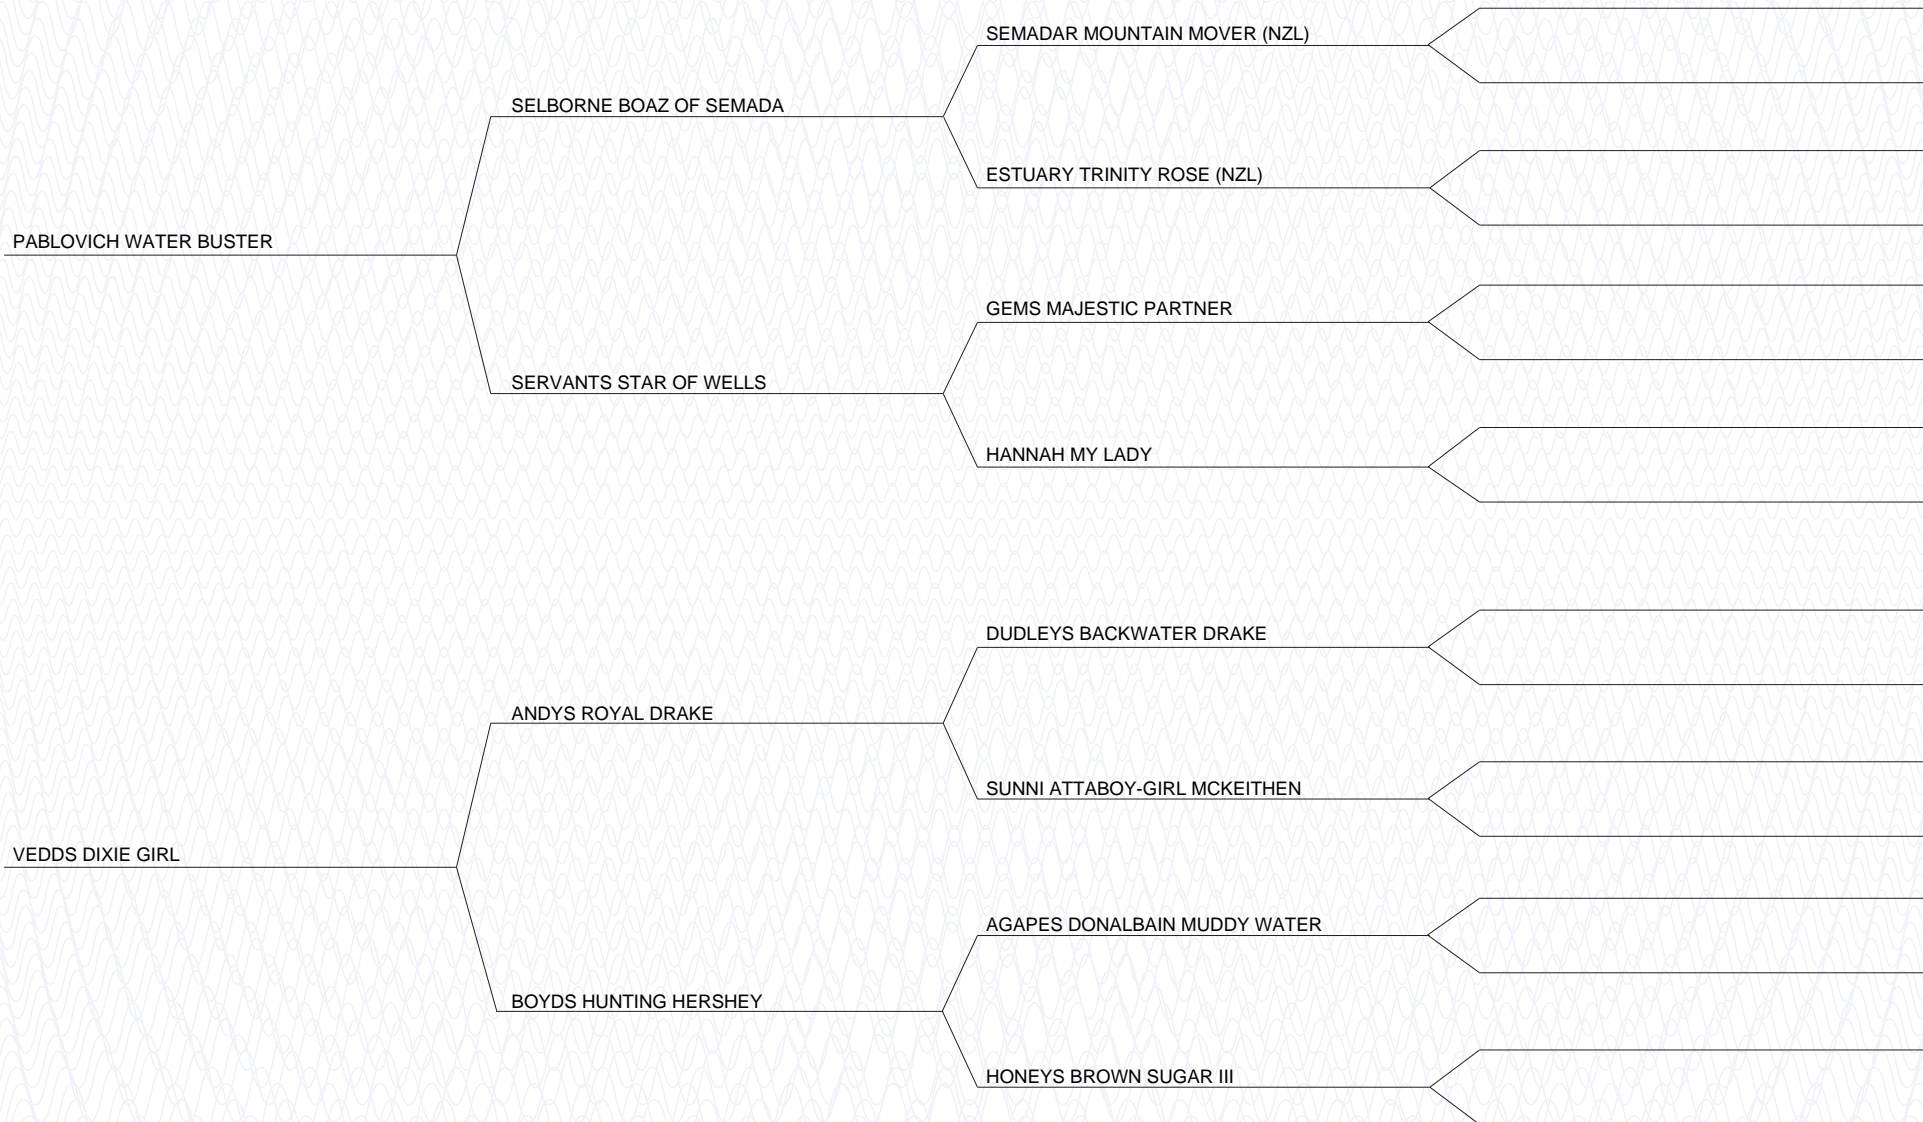 SEMADAR MOUNTAIN MOVER (NZL)
SELBORNE BOAZ OF SEMADA
ESTUARY TRINITY ROSE (NZL)
PABLOVICH WATER BUSTER
GEMS MAJESTIC PARTNER
SERVANTS STAR OF WELLS
HANNAH MY LADY
DUDLEYS BACKWATER DRAKE
ANDYS ROYAL DRAKE
SUNNI ATTABOY-GIRL MCKEITHEN
VEDDS DIXIE GIRL
AGAPES DONALBAIN MUDDY WATER
BOYDS HUNTING HERSHEY
HONEYS BROWN SUGAR III